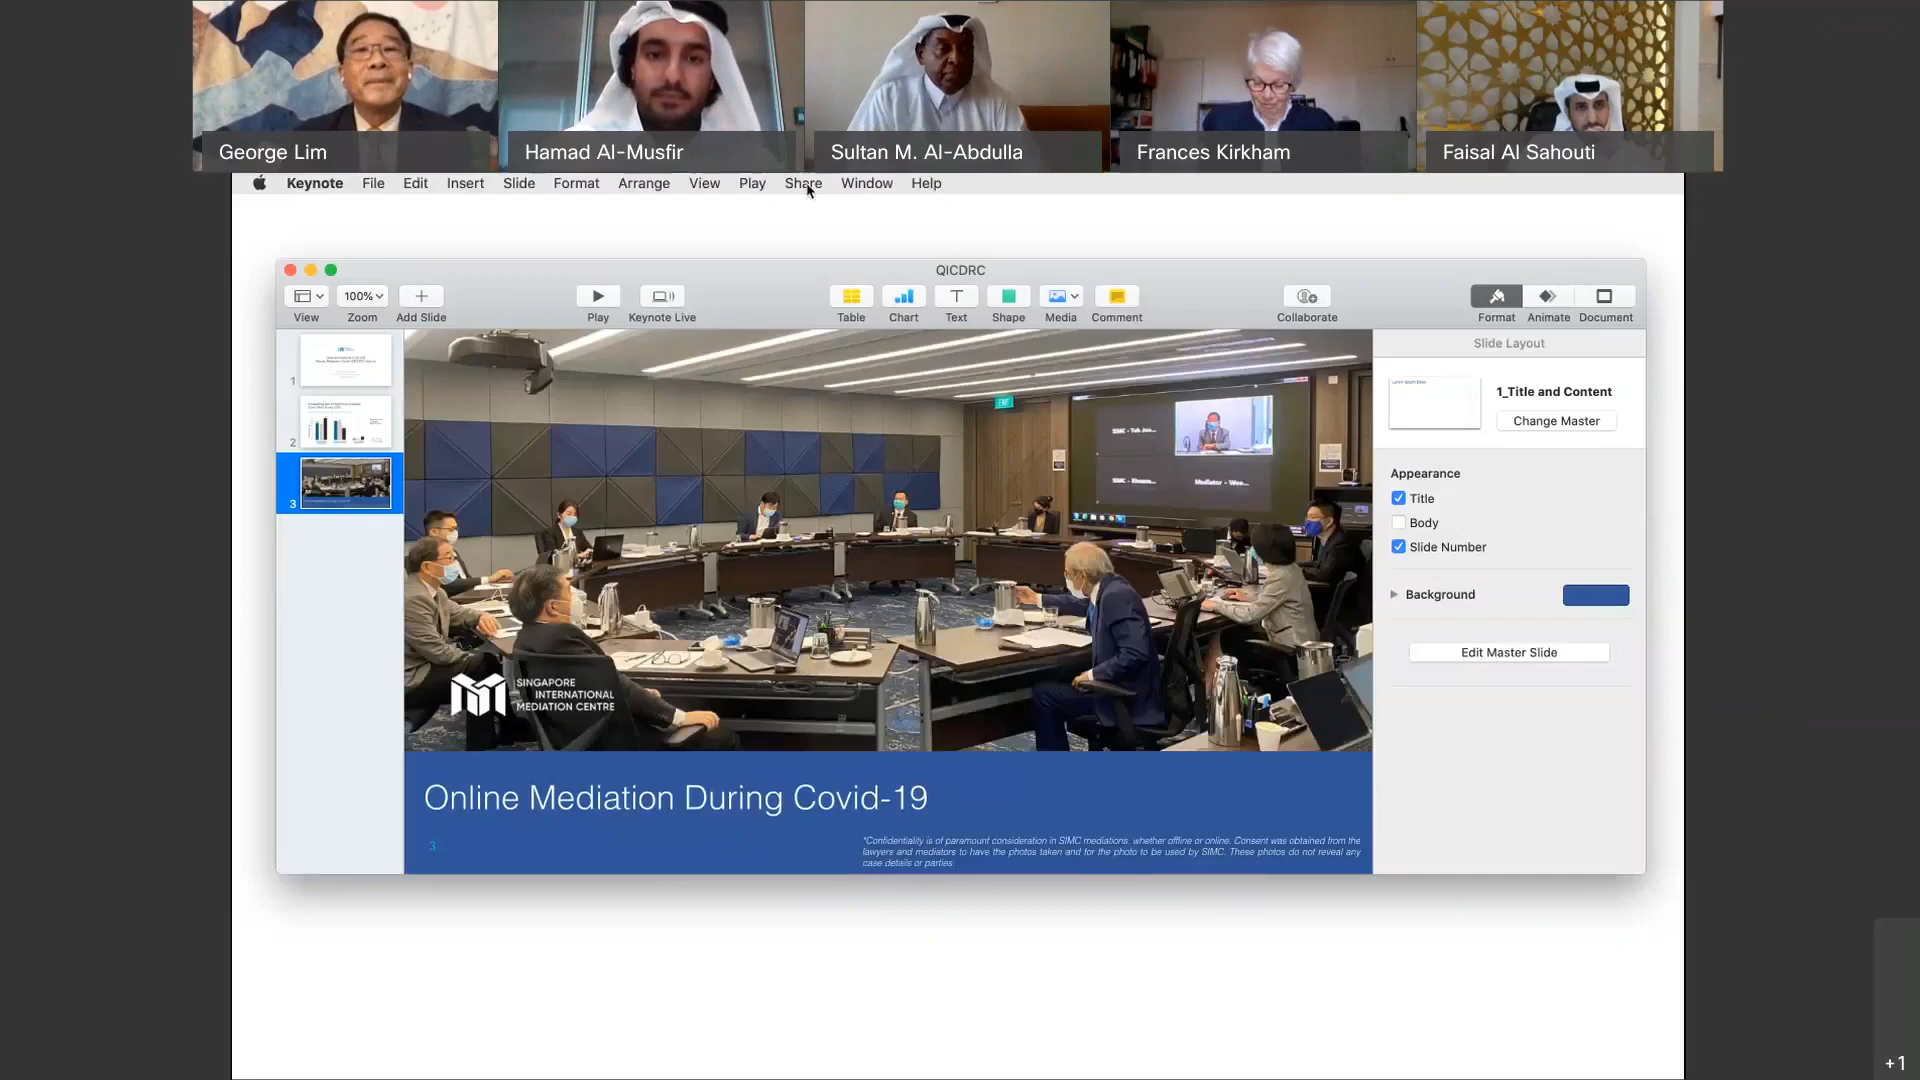 George Lim
Hamad Al-Musfir
Sultan M. Al-Abdulla
Frances Kirkham
Faisal Al Sahouti
Keynote File Edit Insert Slide Format Arrange View Play Share Window Help
QICDRC
100%
View Zoom Add Slide Play Keynote Live Table Chart Text Shape Media Comment Collaborate Format Animate Document
Slide Layout
1
2
3
1_Title and Content
Change Master
Appearance
Title
Body
Slide Number
Background
Edit Master Slide
EXIT
SINGAPORE
INTERNATIONAL
MEDIATION CENTRE
Online Mediation During Covid-19
3
*Confidentiality is of paramount consideration in SIMC mediations, whether offline or online. Consent was obtained from the
lawyers and mediators to have the photos taken and for the photo to be used by SIMC. These photos do not reveal any
case details or parties.
+1